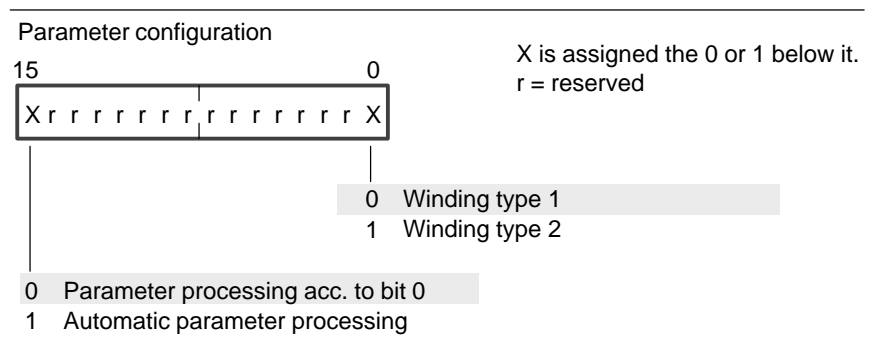 Parameter configuration
X is assigned the 0 or 1 below it.
r = reserved
15 0
X r r r r r r r r r r r r r r X
0 Winding type 1
1 Winding type 2
0 Parameter processing acc. to bit 0
1 Automatic parameter processing